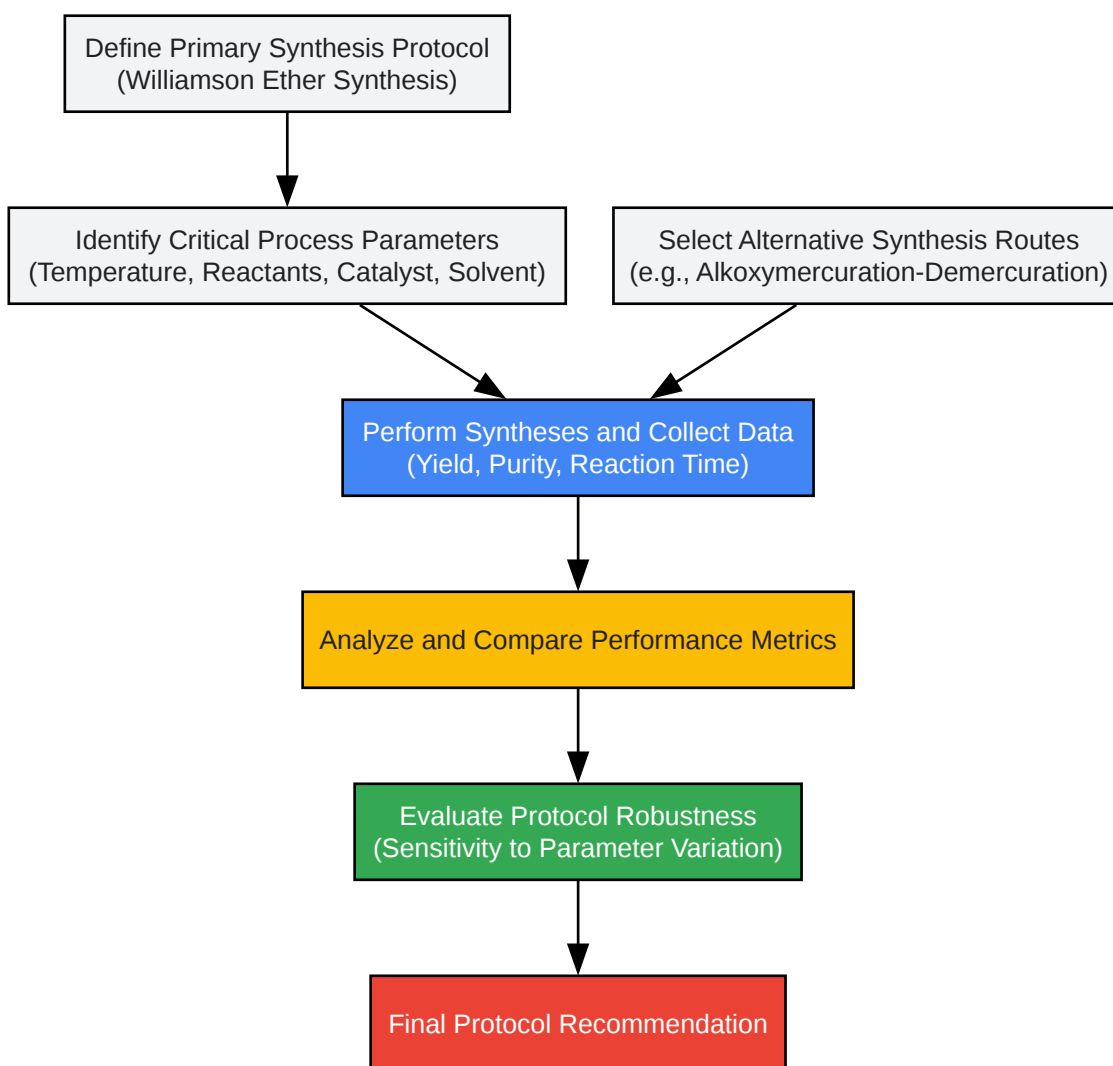 Define Primary Synthesis Protocol
(Williamson Ether Synthesis)
Identify Critical Process Parameters
(Temperature, Reactants, Catalyst, Solvent)
Select Alternative Synthesis Routes
(e.g., Alkoxymercuration-Demercuration)
Perform Syntheses and Collect Data
(Yield, Purity, Reaction Time)
Analyze and Compare Performance Metrics
Evaluate Protocol Robustness
(Sensitivity to Parameter Variation)
Final Protocol Recommendation